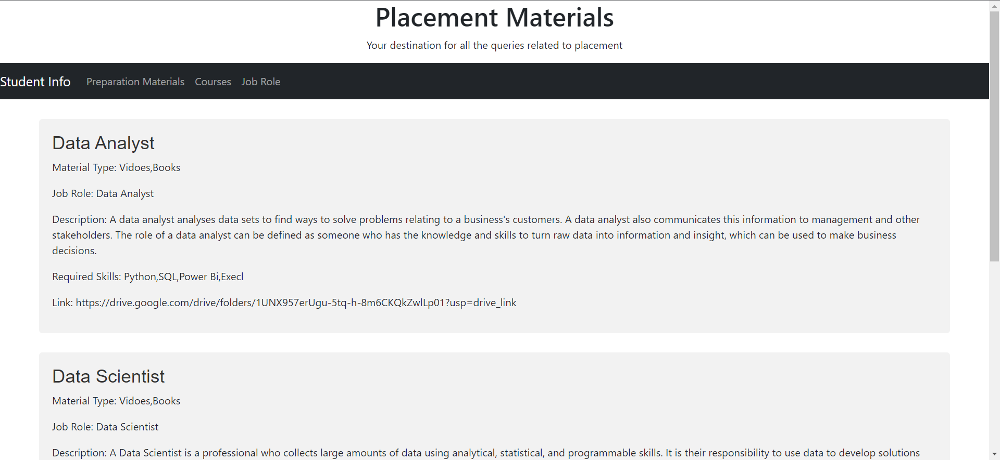 Placement Materials
Your destination for all the queries related to placement
Student Info Preparation Materials Courses Job Role
Data Analyst
Material Type: Vidoes,Books
Job Role: Data Analyst
Description: A data analyst analyses data sets to find ways to solve problems relating to a business's customers. A data analyst also communicates this information to management and other
stakeholders. The role of a data analyst can be defined as someone who has the knowledge and skills to turn raw data into information and insight, which can be used to make business
decisions.
Required Skills: Python,SQL,Power Bi,Execl
Link: https://drive.google.com/drive/folders/1UNX957erUgu-5tq-h-8m6CKQkZwlLp01?usp=drive_link
Data Scientist
Material Type: Vidoes,Books
Job Role: Data Scientist
Description: A Data Scientist is a professional who collects large amounts of data using analytical, statistical, and programmable skills. It is their responsibility to use data to develop solutions